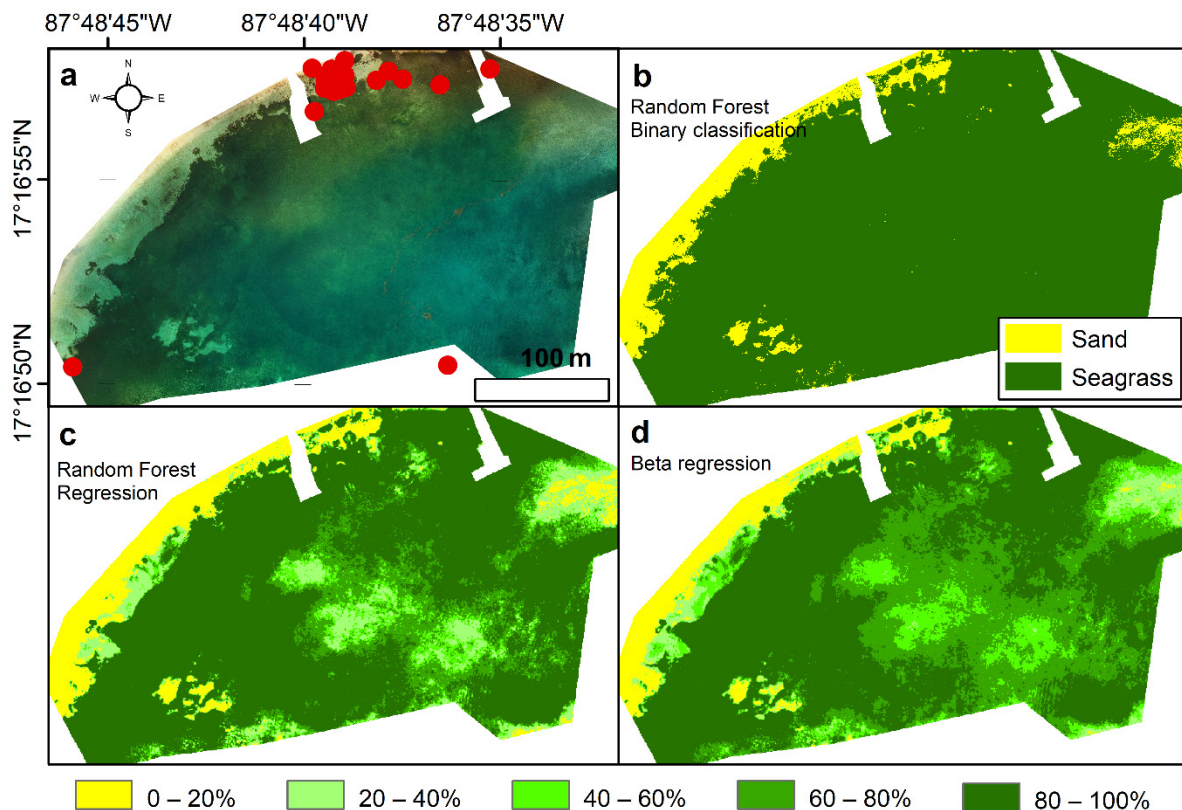 87°48'45"W 87°48'40"W 87°48'35"W
17°16'55"N
17°16'50"N
a
N
W E
S
100 m
b
Random Forest
Binary classification
Sand
Seagrass
c
Random Forest
Regression
d
Beta regression
0 – 20% 20 – 40% 40 – 60% 60 – 80% 80 – 100%